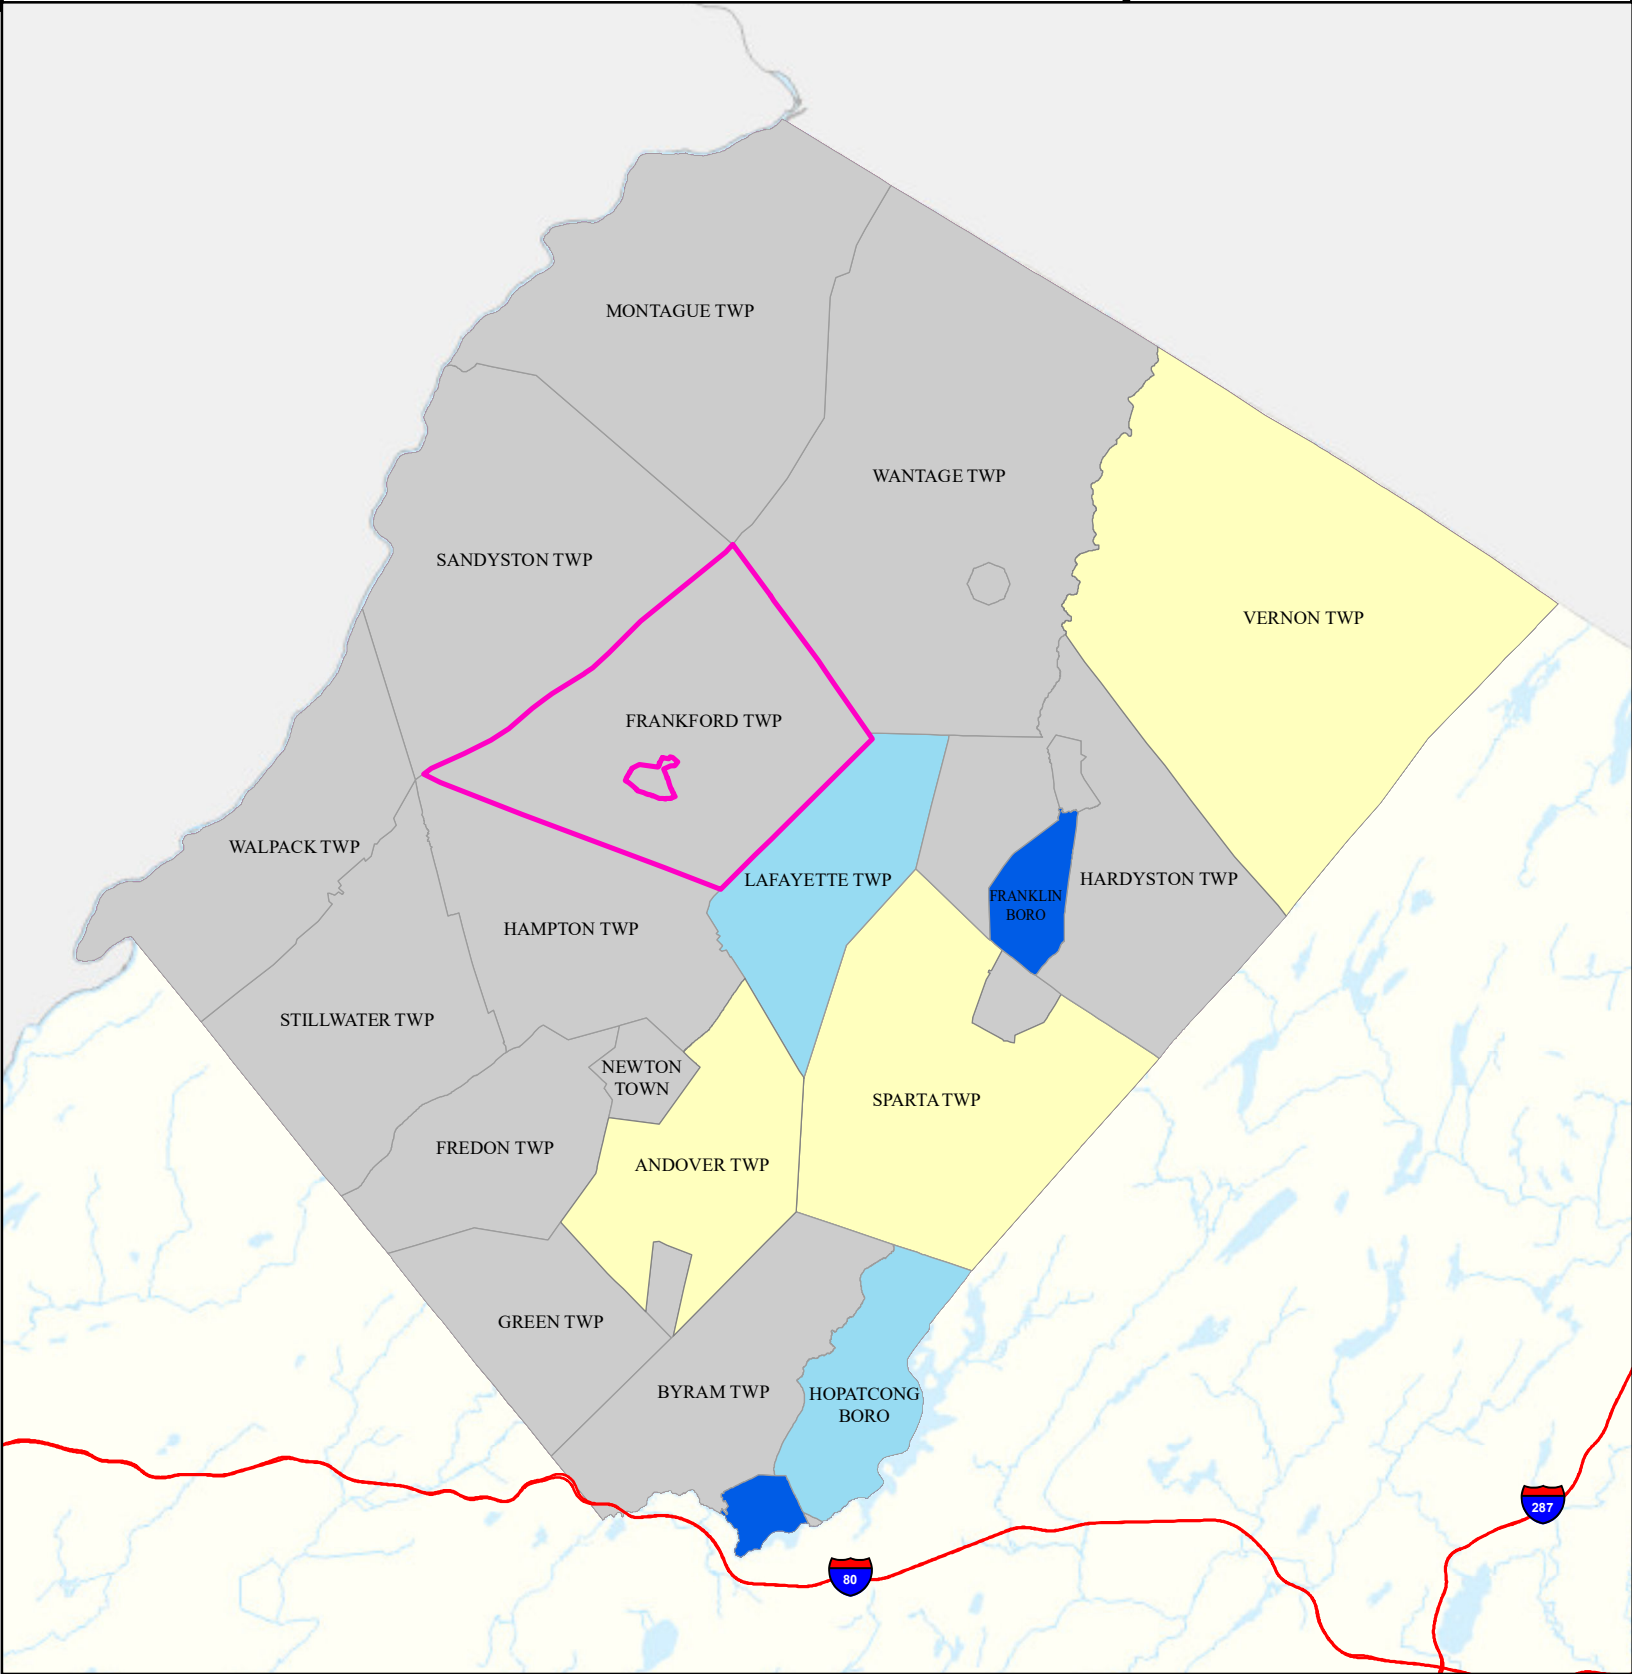 MONTAGUE TWP
WANTAGE TWP
SANDYSTON TWP
VERNON TWP
FRANKFORD TWP
WALPACK TWP
LAFAYETTE TWP
HARDYSTON TWP
FRANKLIN
BORO
HAMPTON TWP
STILLWATER TWP
NEWTON
TOWN
SPARTA TWP
FREDON TWP
ANDOVER TWP
GREEN TWP
BYRAM TWP
HOPATCONG
BORO
287
80